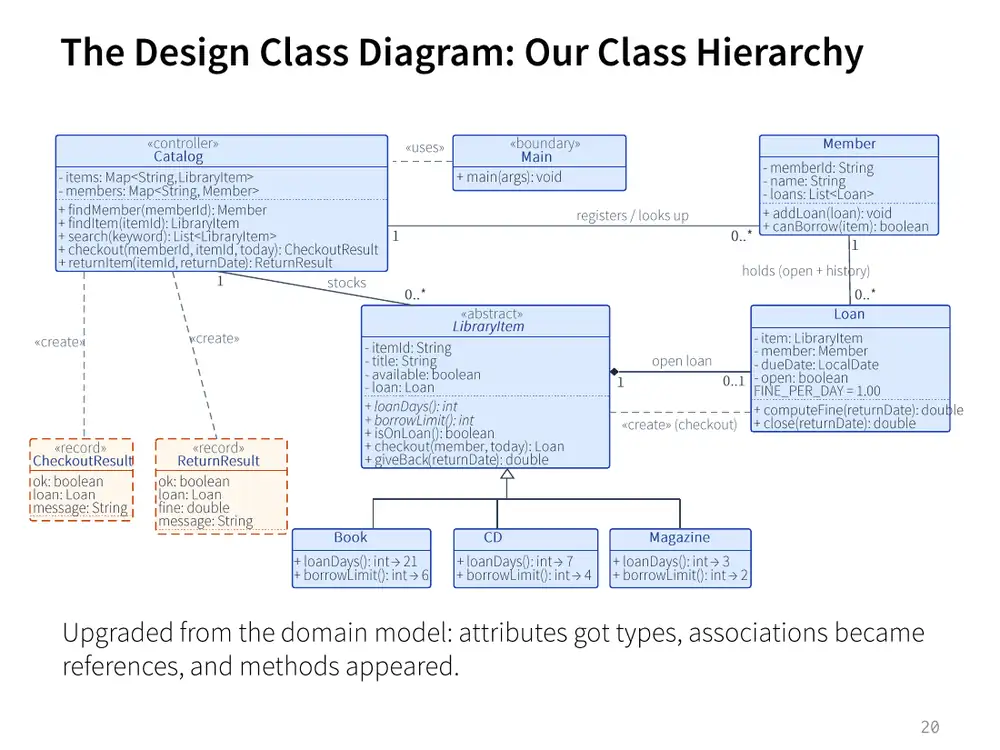 The Design Class Diagram: Our Class Hierarchy
«controller»
Catalog
- items: Map<String,LibraryItem>
- members: Map<String, Member>
+ findMember(memberId): Member
+ findItem(itemId): LibraryItem
+ search(keyword): List<LibraryItem>
+ checkout(memberId, itemId, today): CheckoutResult
+ returnItem(itemId, returnDate): ReturnResult
«uses»
«boundary»
Main
+ main(args): void
Member
- memberId: String
- name: String
- loans: List<Loan>
+ addLoan(loan): void
+ canBorrow(item): boolean
registers / looks up
1
0..*
1
holds (open + history)
0..*
1
stocks
0..*
«create»
«create»
«abstract»
LibraryItem
- itemId: String
- title: String
- available: boolean
- loan: Loan
+ loanDays(): int
+ borrowLimit(): int
+ isOnLoan(): boolean
+ checkout(member, today): Loan
+ giveBack(returnDate): double
open loan
1
0..1
«create» (checkout)
Loan
- item: LibraryItem
- member: Member
- dueDate: LocalDate
- open: boolean
FINE_PER_DAY = 1.00
+ computeFine(returnDate): double
+ close(returnDate): double
«record»
CheckoutResult
ok: boolean
loan: Loan
message: String
«record»
ReturnResult
ok: boolean
loan: Loan
fine: double
message: String
Book
+ loanDays(): int → 21
+ borrowLimit(): int → 6
CD
+ loanDays(): int → 7
+ borrowLimit(): int → 4
Magazine
+ loanDays(): int → 3
+ borrowLimit(): int → 2
Upgraded from the domain model: attributes got types, associations became
references, and methods appeared.
20